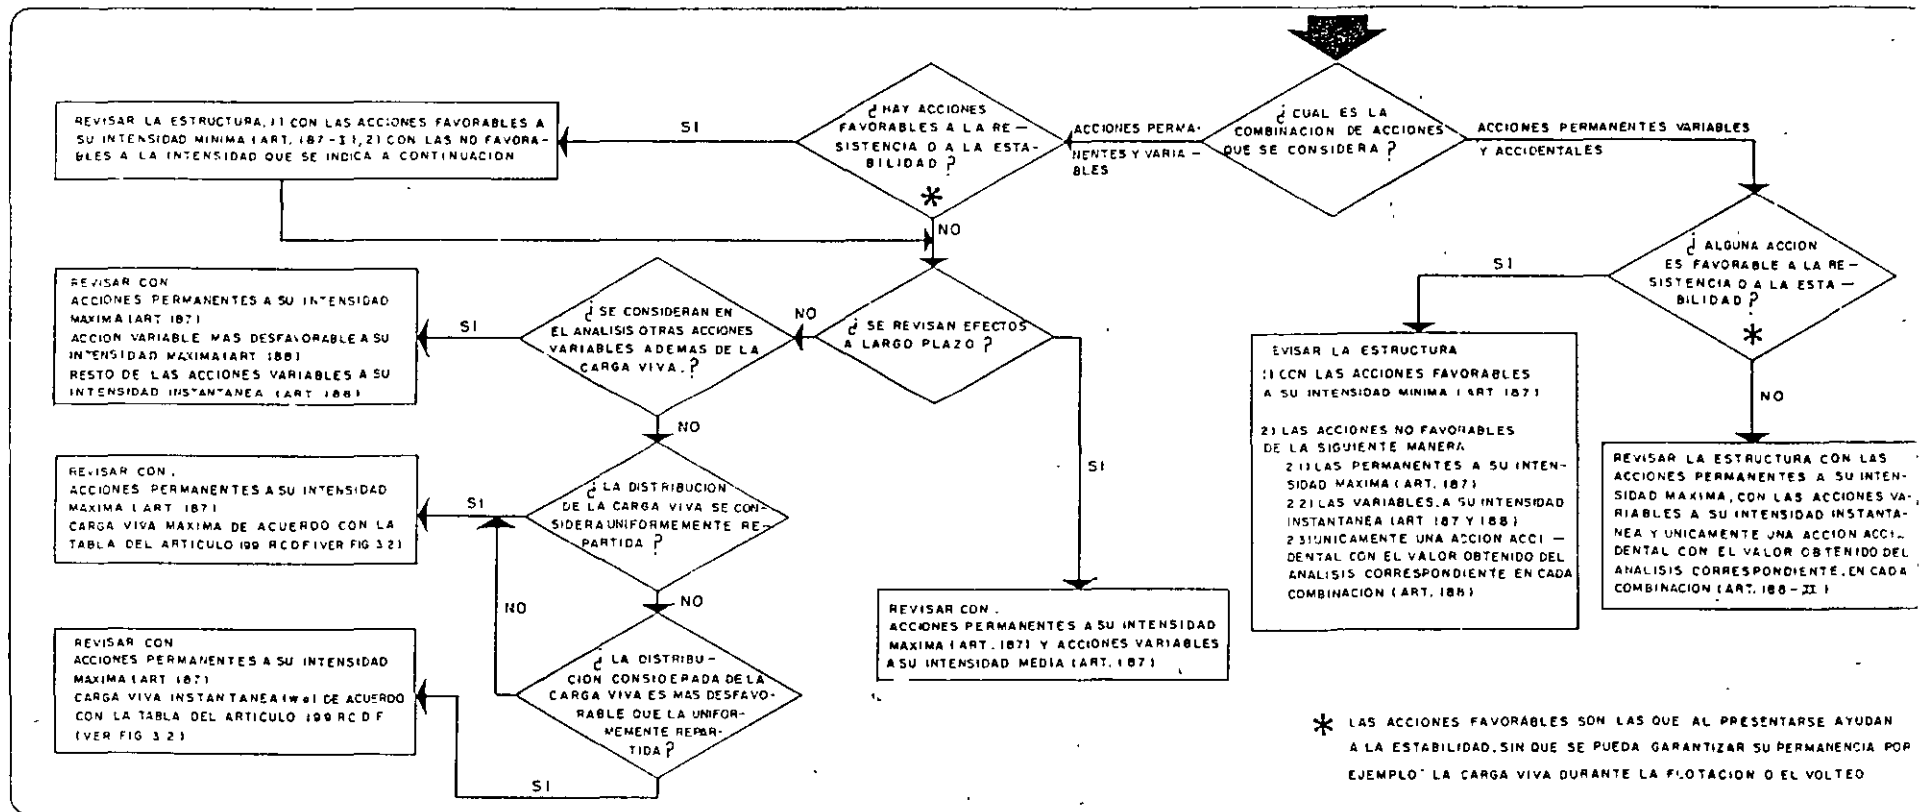 ¿ CUAL ES LA
COMBINACION DE ACCIONES
QUE SE CONSIDERA ?
ACCIONES PERMA-
NENTES Y VARIA-
BLES
ACCIONES PERMANENTES VARIABLES
Y ACCIDENTALES
¿ HAY ACCIONES
FAVORABLES A LA RE-
SISTENCIA O A LA ESTA-
BILIDAD ?
*
SI
NO
REVISAR LA ESTRUCTURA, 1) CON LAS ACCIONES FAVORABLES A
SU INTENSIDAD MINIMA (ART. 187-I), 2) CON LAS NO FAVORA-
BLES A LA INTENSIDAD QUE SE INDICA A CONTINUACION
¿ SE REVISAN EFECTOS
A LARGO PLAZO ?
NO
SI
¿ SE CONSIDERAN EN
EL ANALISIS OTRAS ACCIONES
VARIABLES ADEMAS DE LA
CARGA VIVA. ?
SI
NO
REVISAR CON
ACCIONES PERMANENTES A SU INTENSIDAD
MAXIMA (ART 187)
ACCION VARIABLE MAS DESFAVORABLE A SU
INTENSIDAD MAXIMA (ART 188)
RESTO DE LAS ACCIONES VARIABLES A SU
INTENSIDAD INSTANTANEA (ART 188)
¿ LA DISTRIBUCION
DE LA CARGA VIVA SE CON-
SIDERA UNIFORMEMENTE RE-
PARTIDA ?
SI
NO
REVISAR CON.
ACCIONES PERMANENTES A SU INTENSIDAD
MAXIMA (ART 187)
CARGA VIVA MAXIMA DE ACUERDO CON LA
TABLA DEL ARTICULO 199 RCDF (VER FIG 3.2)
¿ LA DISTRIBU-
CIÓN CONSIDERADA DE LA
CARGA VIVA ES MAS DESFAVO-
RABLE QUE LA UNIFOR-
MEMENTE REPAR-
TIDA ?
NO
SI
REVISAR CON
ACCIONES PERMANENTES A SU INTENSIDAD
MAXIMA (ART 187)
CARGA VIVA INSTANTANEA (wa) DE ACUERDO
CON LA TABLA DEL ARTICULO 199 RCDF
(VER FIG 3 2)
REVISAR CON.
ACCIONES PERMANENTES A SU INTENSIDAD
MAXIMA (ART. 187) Y ACCIONES VARIABLES
A SU INTENSIDAD MEDIA (ART. 187)
¿ ALGUNA ACCION
ES FAVORABLE A LA RE-
SISTENCIA O A LA ESTA-
BILIDAD ?
*
SI
NO
EVISAR LA ESTRUCTURA
1) CON LAS ACCIONES FAVORABLES
A SU INTENSIDAD MINIMA (ART 187)
2) LAS ACCIONES NO FAVORABLES
DE LA SIGUIENTE MANERA
2 1) LAS PERMANENTES A SU INTEN-
SIDAD MAXIMA (ART. 187)
2.2) LAS VARIABLES, A SU INTENSIDAD
INSTANTANEA (ART 187 Y 188)
2 3) UNICAMENTE UNA ACCION ACCI-
DENTAL CON EL VALOR OBTENIDO DEL
ANALISIS CORRESPONDIENTE EN CADA
COMBINACION (ART. 188)
REVISAR LA ESTRUCTURA CON LAS
ACCIONES PERMANENTES A SU INTEN-
SIDAD MAXIMA, CON LAS ACCIONES VA-
RIABLES A SU INTENSIDAD INSTANTA-
NEA Y UNICAMENTE UNA ACCION ACCI-
DENTAL CON EL VALOR OBTENIDO DEL
ANALISIS CORRESPONDIENTE, EN CADA
COMBINACION (ART. 188-II)
* LAS ACCIONES FAVORABLES SON LAS QUE AL PRESENTARSE AYUDAN
A LA ESTABILIDAD, SIN QUE SE PUEDA GARANTIZAR SU PERMANENCIA POR
EJEMPLO LA CARGA VIVA DURANTE LA FLOTACION O EL VOLTEO